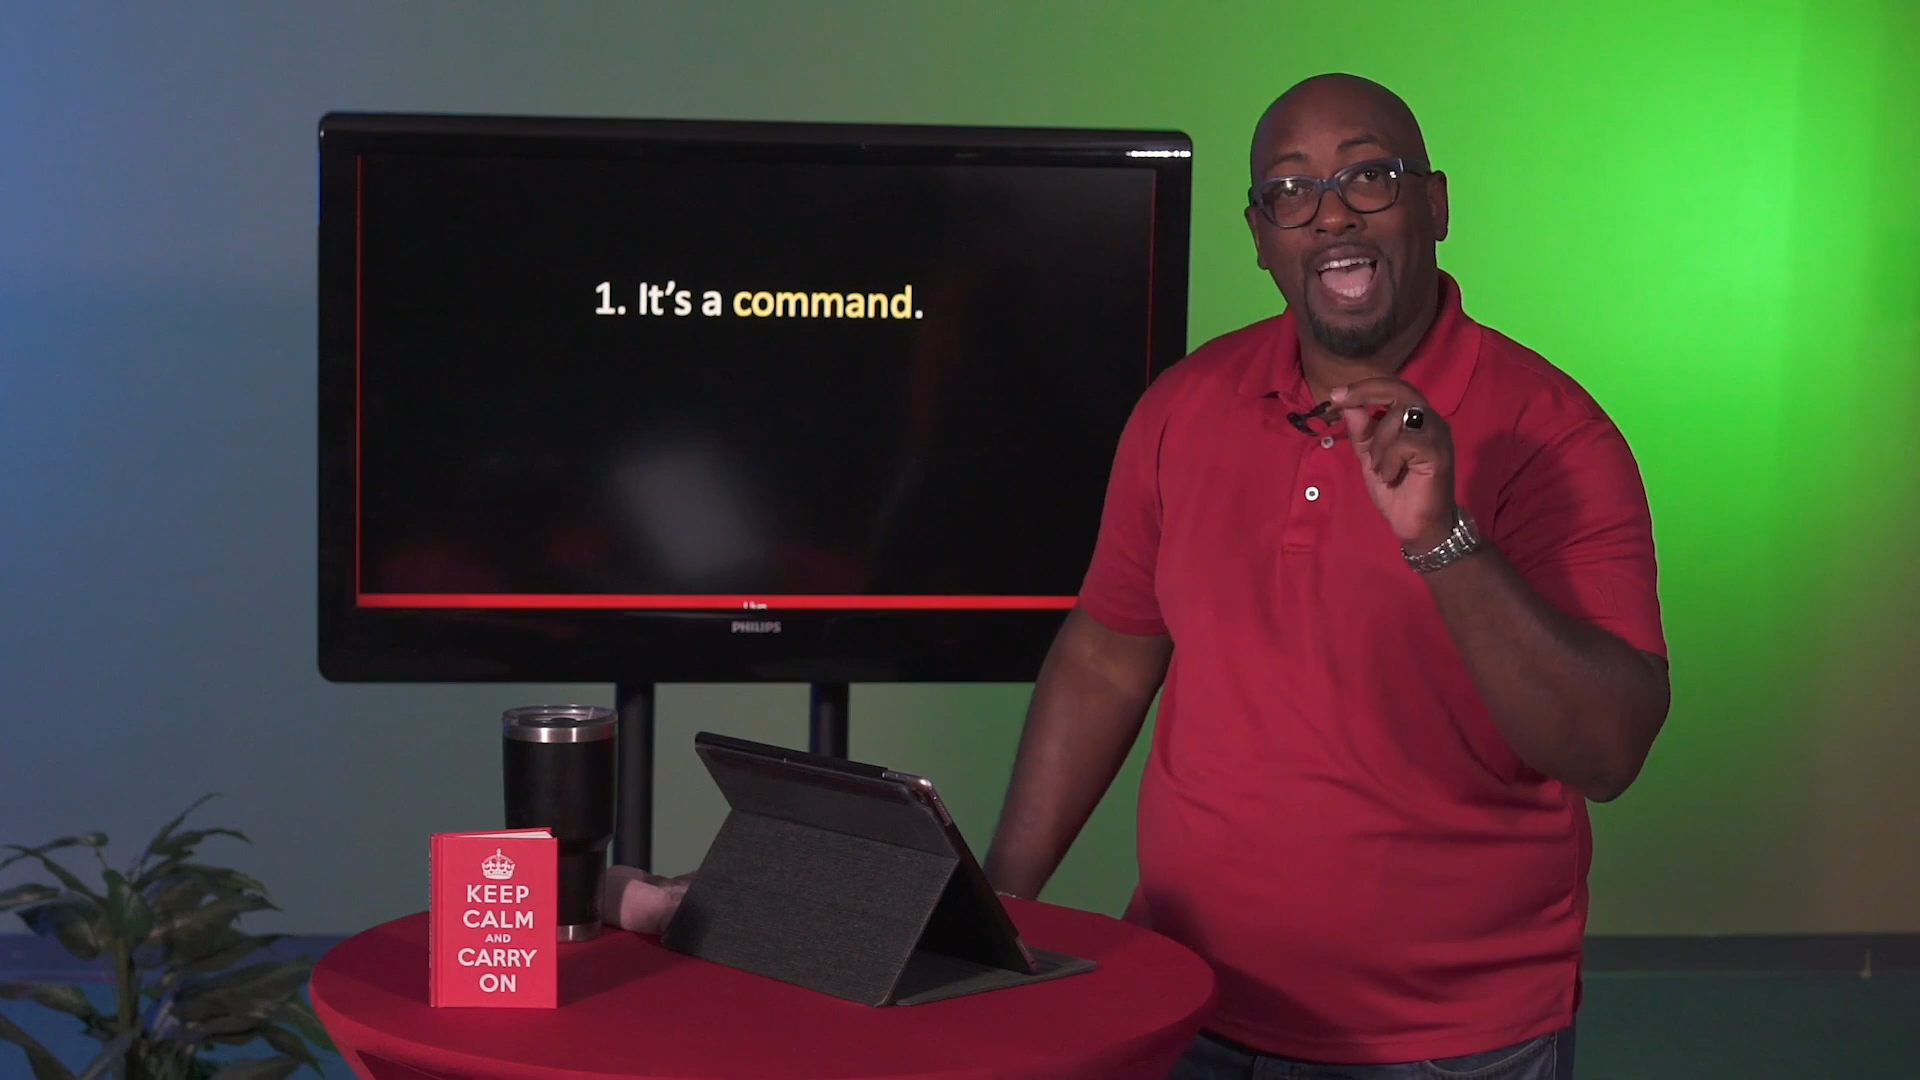 1. It's a command.
PHILIPS
KEEP
CALM
AND
CARRY
ON